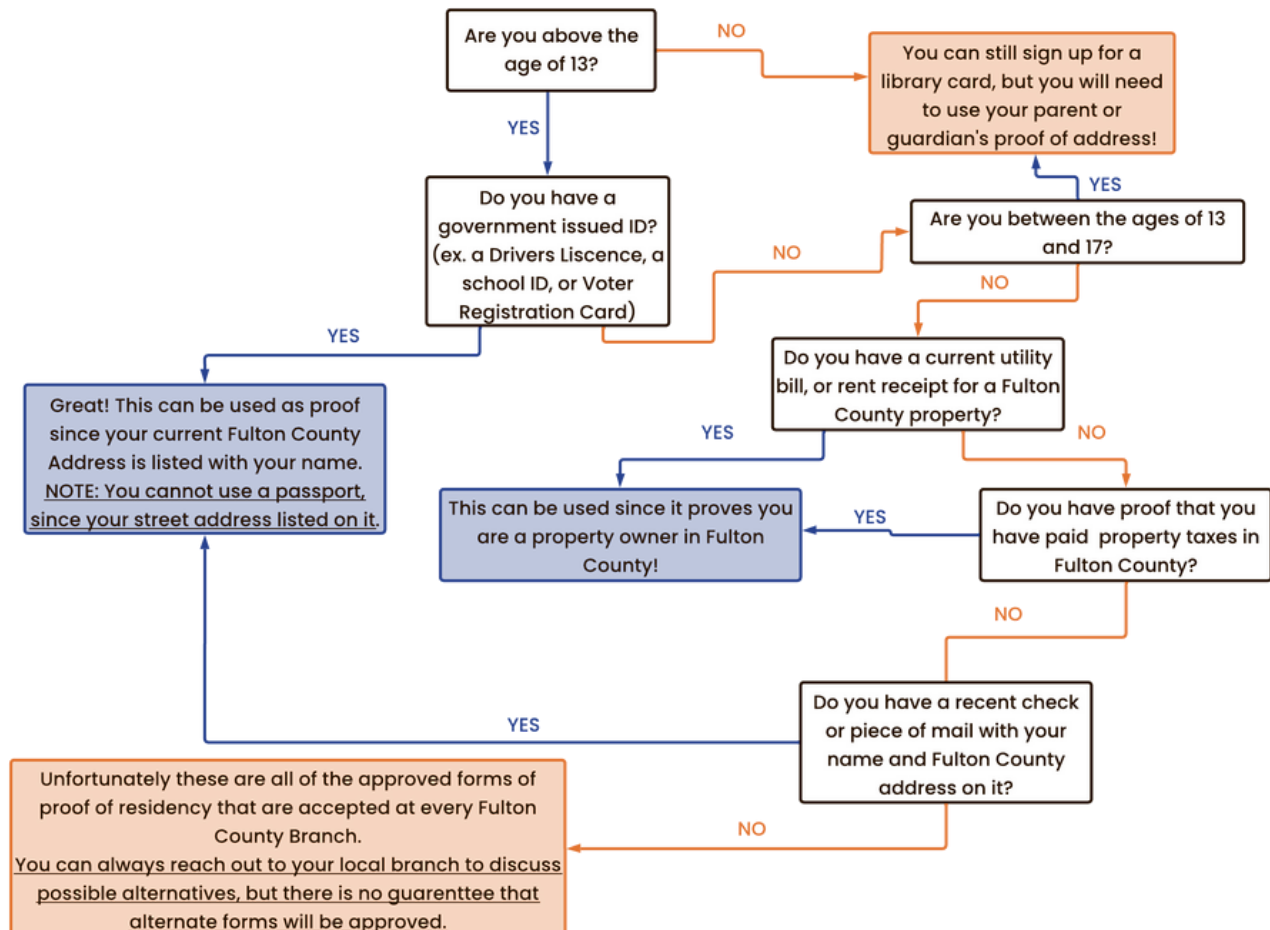 Are you above the
age of 13?
NO
You can still sign up for a
library card, but you will need
to use your parent or
guardian's proof of address!
YES
Do you have a
government issued ID?
(ex. a Drivers Liscence, a
school ID, or Voter
Registration Card)
YES
Are you between the ages of 13
and 17?
NO
NO
YES
Do you have a current utility
bill, or rent receipt for a Fulton
County property?
Great! This can be used as proof
since your current Fulton County
Address is listed with your name.
NOTE: You cannot use a passport,
since your street address listed on it.
YES
NO
This can be used since it proves you
are a property owner in Fulton
County!
YES
Do you have proof that you
have paid property taxes in
Fulton County?
NO
Do you have a recent check
or piece of mail with your
name and Fulton County
address on it?
YES
NO
Unfortunately these are all of the approved forms of
proof of residency that are accepted at every Fulton
County Branch.
You can always reach out to your local branch to discuss
possible alternatives, but there is no guarenttee that
alternate forms will be approved.